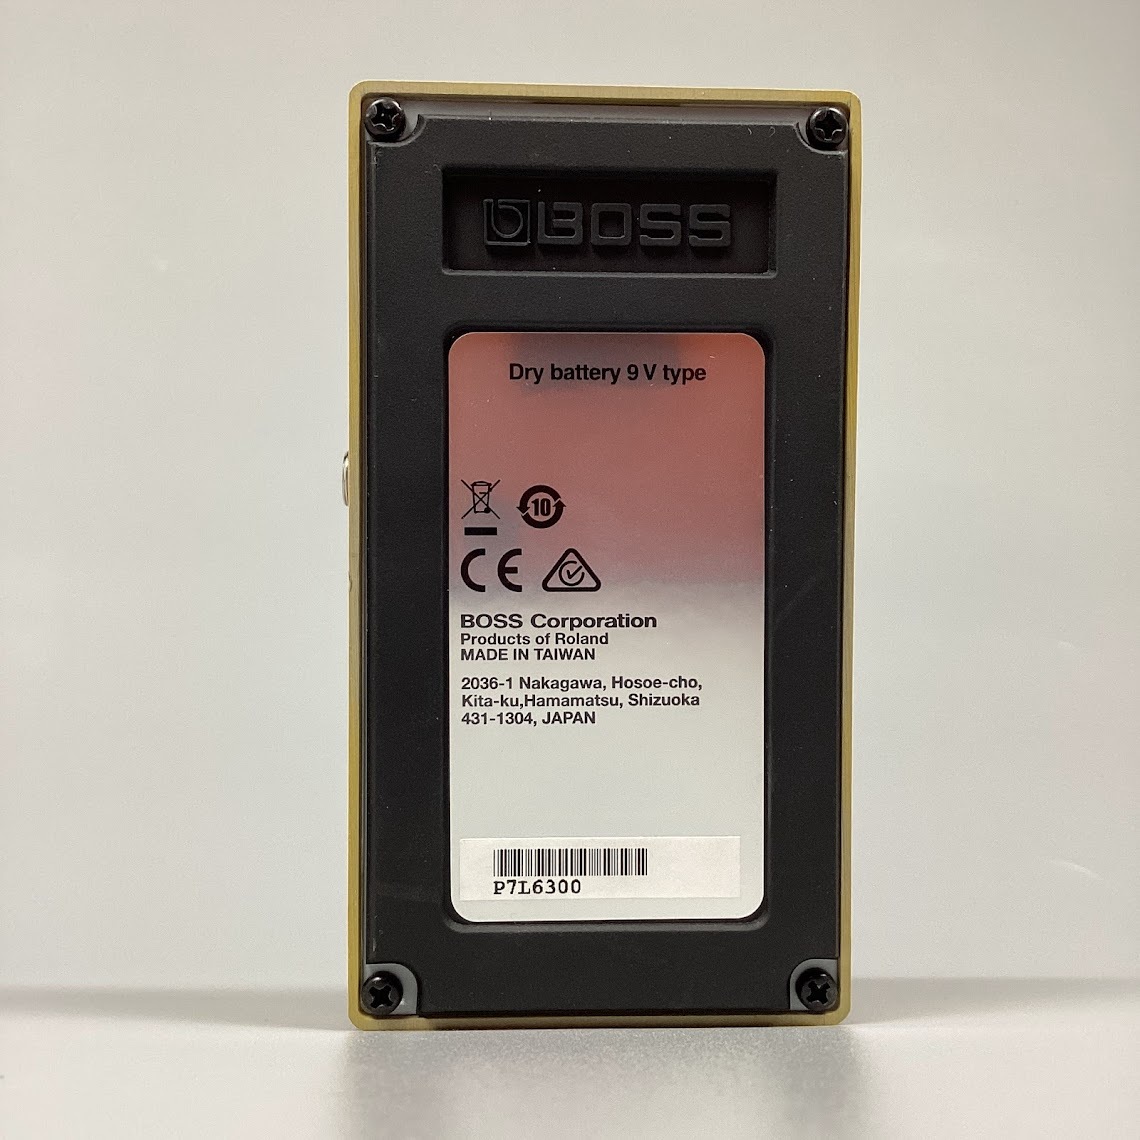 BOSS
Dry battery 9 V type
10
CE
BOSS Corporation
Products of Roland
MADE IN TAIWAN
2036-1 Nakagawa, Hosoe-cho,
Kita-ku,Hamamatsu, Shizuoka
431-1304, JAPAN
P7L6300